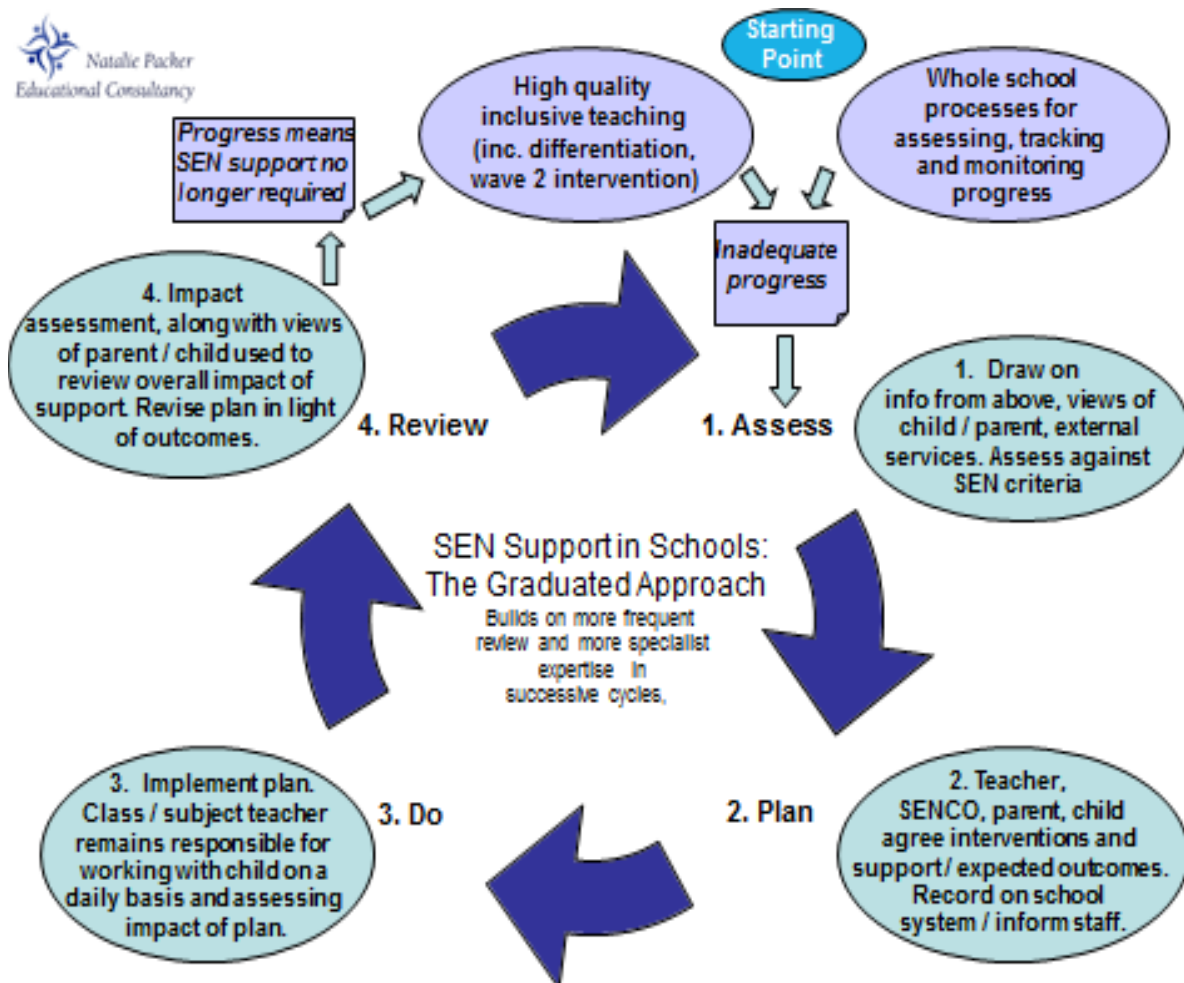 Natalie Pacher
Educational Consultancy
Starting
Point
High quality
inclusive teaching
(inc. differentiation,
wave 2 intervention)
Whole school
processes for
assessing, tracking
and monitoring
progress
Progress means
SEN support no
longer required
Inadequate
progress
4. Impact
assessment, along with views
of parent / child used to
review overall impact of
support. Revise plan in light
of outcomes.
4. Review
1. Assess
1. Draw on
info from above, views of
child / parent, external
services. Assess against
SEN criteria
SEN Support in Schools:
The Graduated Approach
Builds on more frequent
review and more specialist
expertise in
successive cycles,
3. Implement plan.
Class / subject teacher
remains responsible for
working with child on a
daily basis and assessing
impact of plan.
3. Do
2. Plan
2. Teacher,
SENCO, parent, child
agree interventions and
support / expected outcomes.
Record on school
system / inform staff.